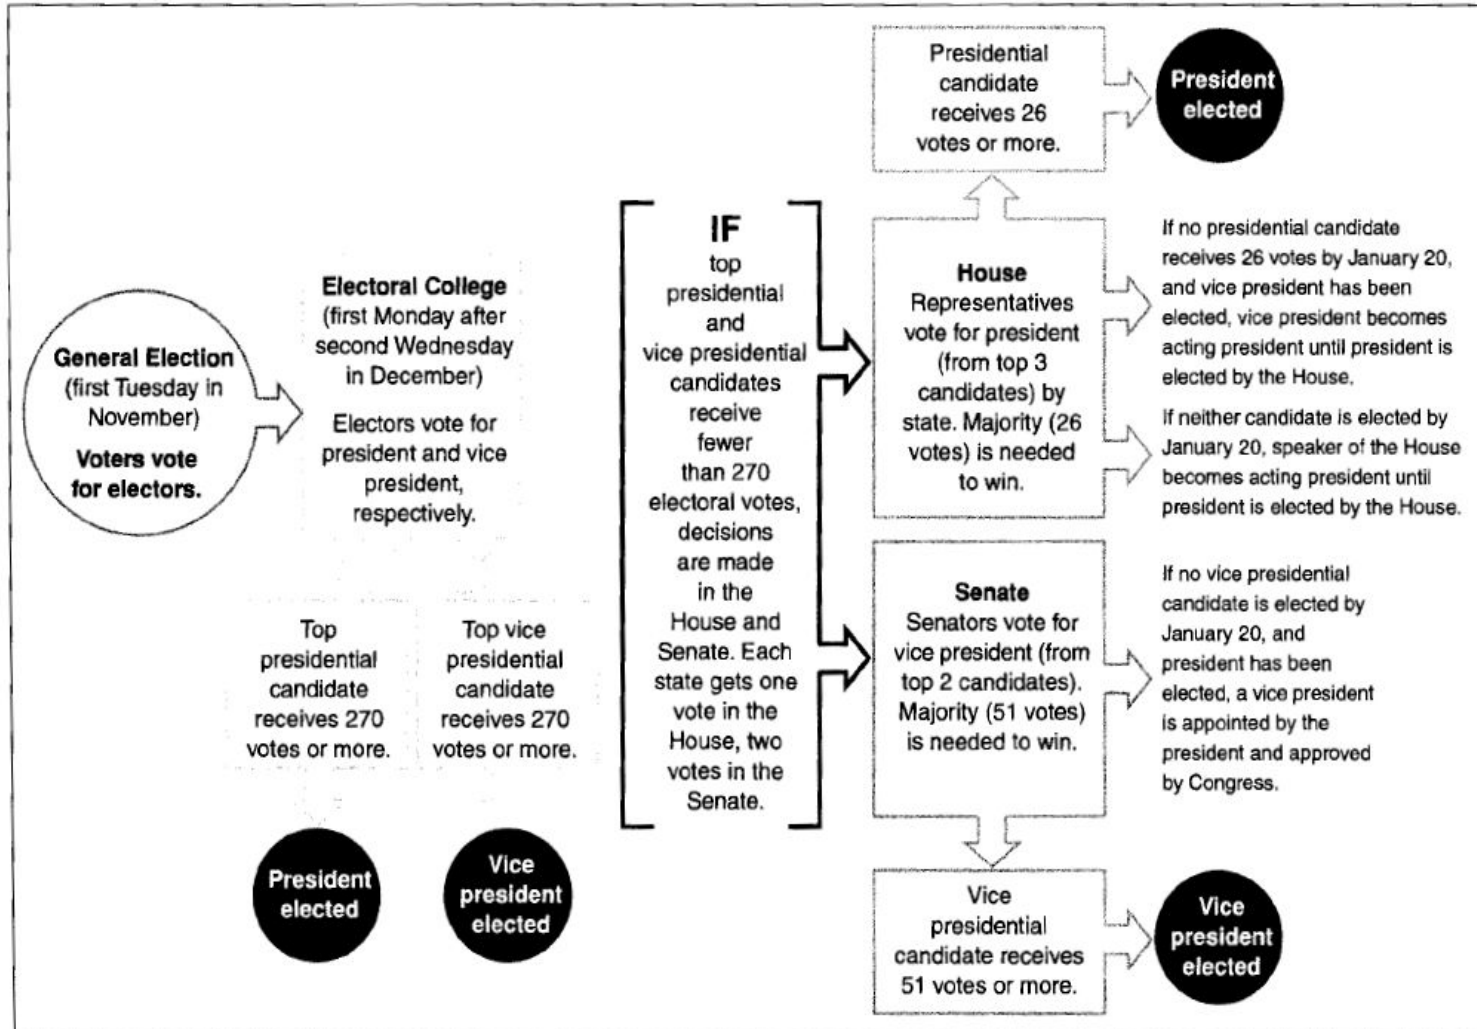 General Election
(first Tuesday in
November)
Voters vote
for electors.
Electoral College
(first Monday after
second Wednesday
in December)
Electors vote for
president and vice
president,
respectively.
Top
presidential
candidate
receives 270
votes or more.
Top vice
presidential
candidate
receives 270
votes or more.
President
elected
Vice
president
elected
IF
top
presidential
and
vice presidential
candidates
receive
fewer
than 270
electoral votes,
decisions
are made
in the
House and
Senate. Each
state gets one
vote in the
House, two
votes in the
Senate.
Presidential
candidate
receives 26
votes or more.
President
elected
House
Representatives
vote for president
(from top 3
candidates) by
state. Majority (26
votes) is needed
to win.
If no presidential candidate
receives 26 votes by January 20,
and vice president has been
elected, vice president becomes
acting president until president is
elected by the House.
If neither candidate is elected by
January 20, speaker of the House
becomes acting president until
president is elected by the House.
Senate
Senators vote for
vice president (from
top 2 candidates).
Majority (51 votes)
is needed to win.
If no vice presidential
candidate is elected by
January 20, and
president has been
elected, a vice president
is appointed by the
president and approved
by Congress.
Vice
presidential
candidate receives
51 votes or more.
Vice
president
elected